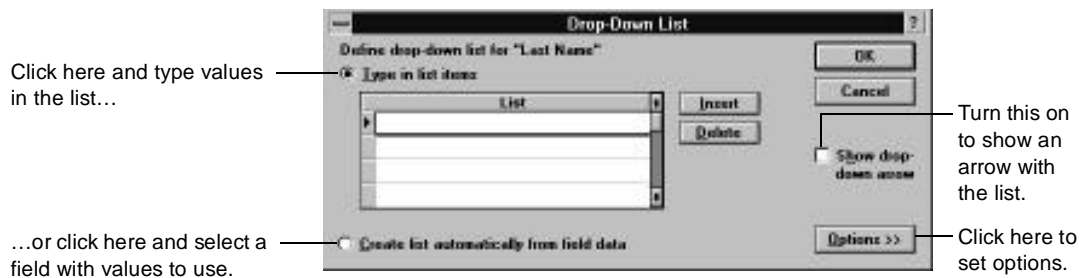 Drop-Down List
?
Define drop-down list for "Last Name"
Type in list items
List
Insert
Delete
OK
Cancel
Show drop-
down arrow
Create list automatically from field data
Options >>
Click here and type values
in the list…
…or click here and select a
field with values to use.
Turn this on
to show an
arrow with
the list.
Click here to
set options.